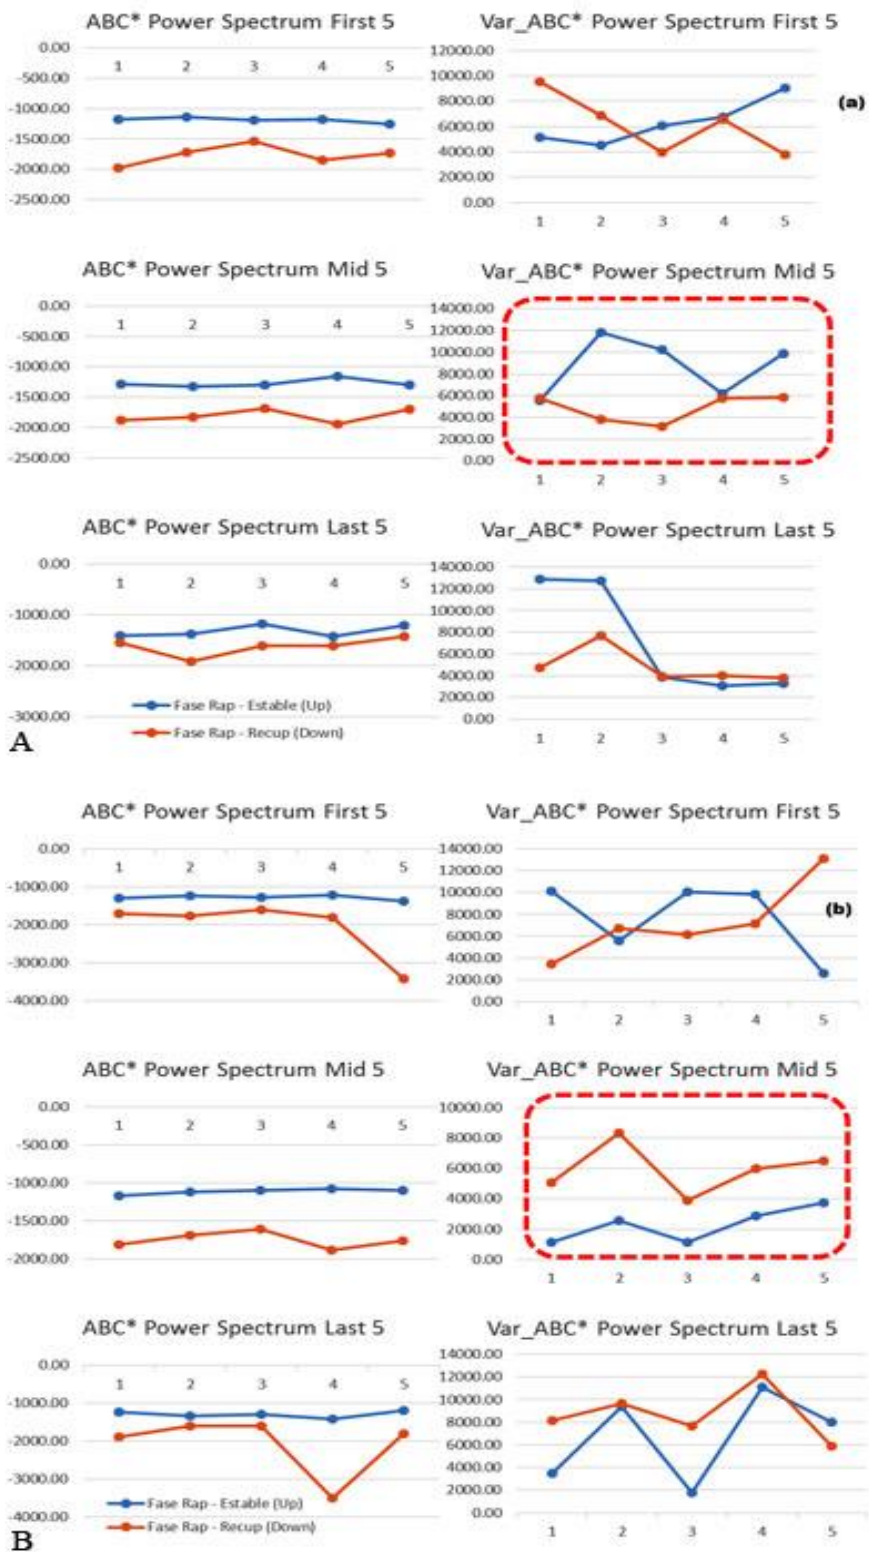 ABC* Power Spectrum First 5
0.00
-500.00
-1000.00
-1500.00
-2000.00
-2500.00
1 2 3 4 5
Var_ABC* Power Spectrum First 5
12000.00
10000.00
8000.00
6000.00
4000.00
2000.00
0.00
1 2 3 4 5
(a)
ABC* Power Spectrum Mid 5
0.00
-500.00
-1000.00
-1500.00
-2000.00
-2500.00
1 2 3 4 5
Var_ABC* Power Spectrum Mid 5
14000.00
12000.00
10000.00
8000.00
6000.00
4000.00
2000.00
0.00
1 2 3 4 5
ABC* Power Spectrum Last 5
0.00
-1000.00
-2000.00
-3000.00
1 2 3 4 5
Fase Rap - Estable (Up)
Fase Rap - Recup (Down)
Var_ABC* Power Spectrum Last 5
14000.00
12000.00
10000.00
8000.00
6000.00
4000.00
2000.00
0.00
1 2 3 4 5
A
ABC* Power Spectrum First 5
0.00
-1000.00
-2000.00
-3000.00
-4000.00
1 2 3 4 5
Var_ABC* Power Spectrum First 5
14000.00
12000.00
10000.00
8000.00
6000.00
4000.00
2000.00
0.00
1 2 3 4 5
(b)
ABC* Power Spectrum Mid 5
0.00
-500.00
-1000.00
-1500.00
-2000.00
1 2 3 4 5
Var_ABC* Power Spectrum Mid 5
10000.00
8000.00
6000.00
4000.00
2000.00
0.00
1 2 3 4 5
ABC* Power Spectrum Last 5
0.00
-1000.00
-2000.00
-3000.00
-4000.00
1 2 3 4 5
Fase Rap - Estable (Up)
Fase Rap - Recup (Down)
Var_ABC* Power Spectrum Last 5
14000.00
12000.00
10000.00
8000.00
6000.00
4000.00
2000.00
0.00
1 2 3 4 5
B